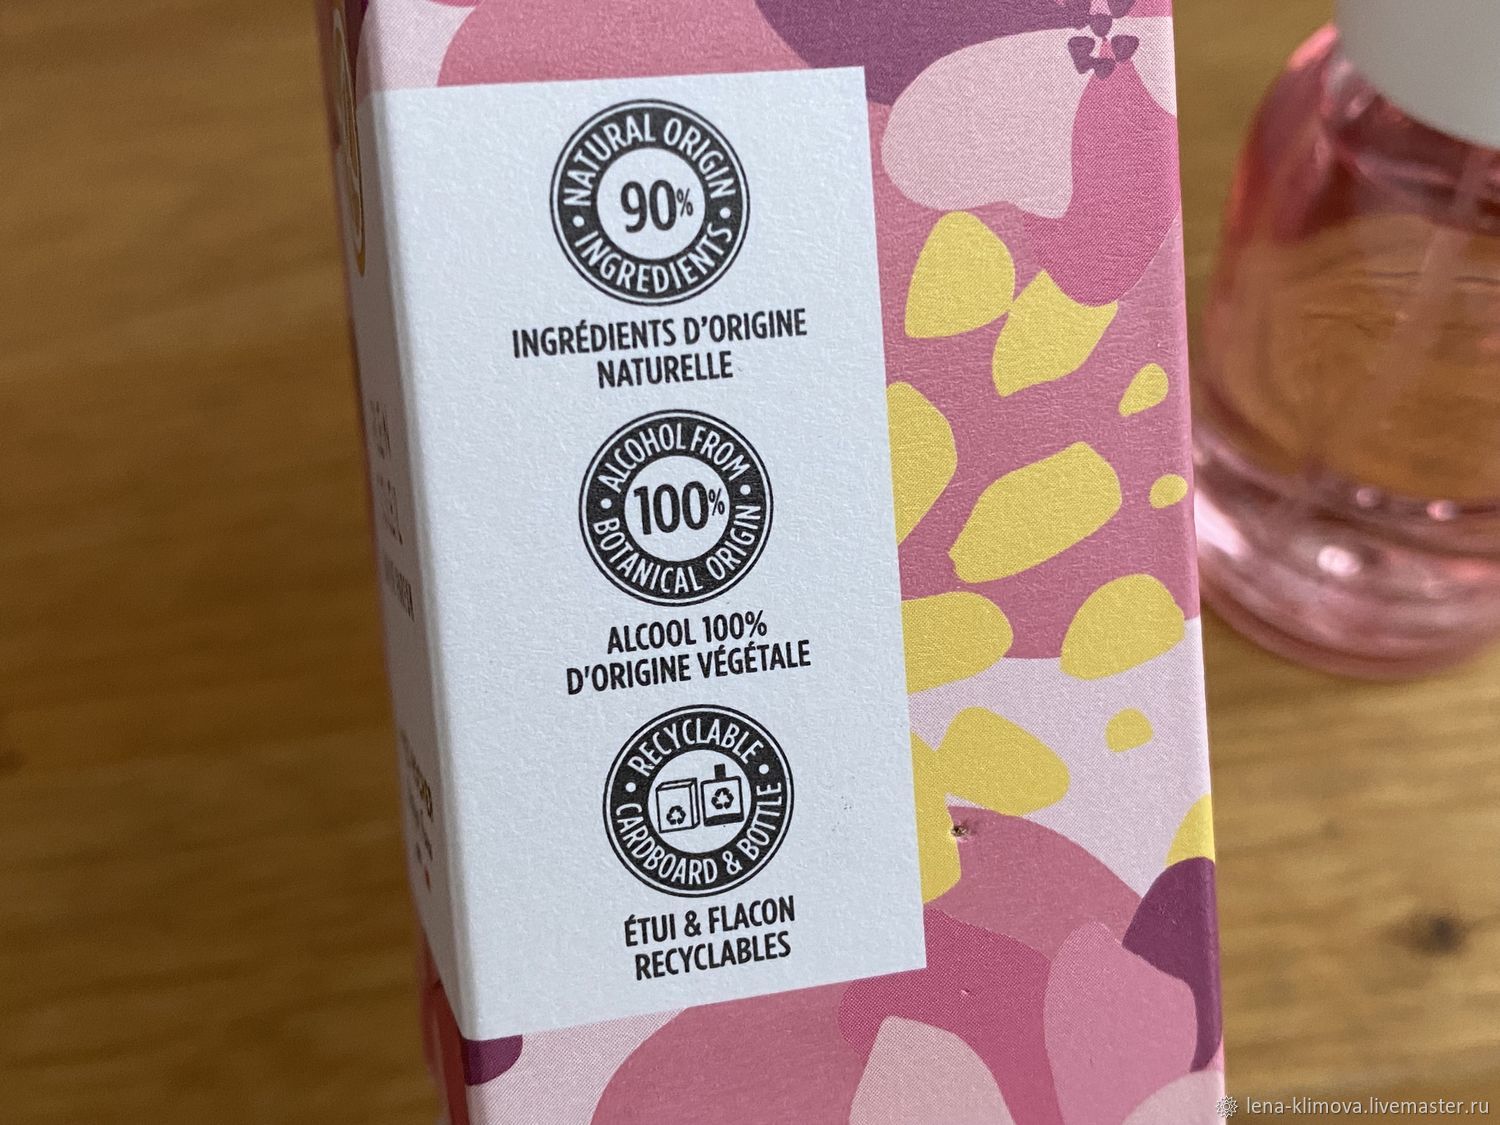 NATURAL ORIGIN
90%
INGREDIENTS
INGRÉDIENTS D'ORIGINE
NATURELLE
ALCOHOL FROM
100%
BOTANICAL ORIGIN
ALCOOL 100%
D'ORIGINE VÉGÉTALE
RECYCLABLE
CARDBOARD & BOTTLE
ÉTUI & FLACON
RECYCLABLES
lena-klimova.livemaster.ru